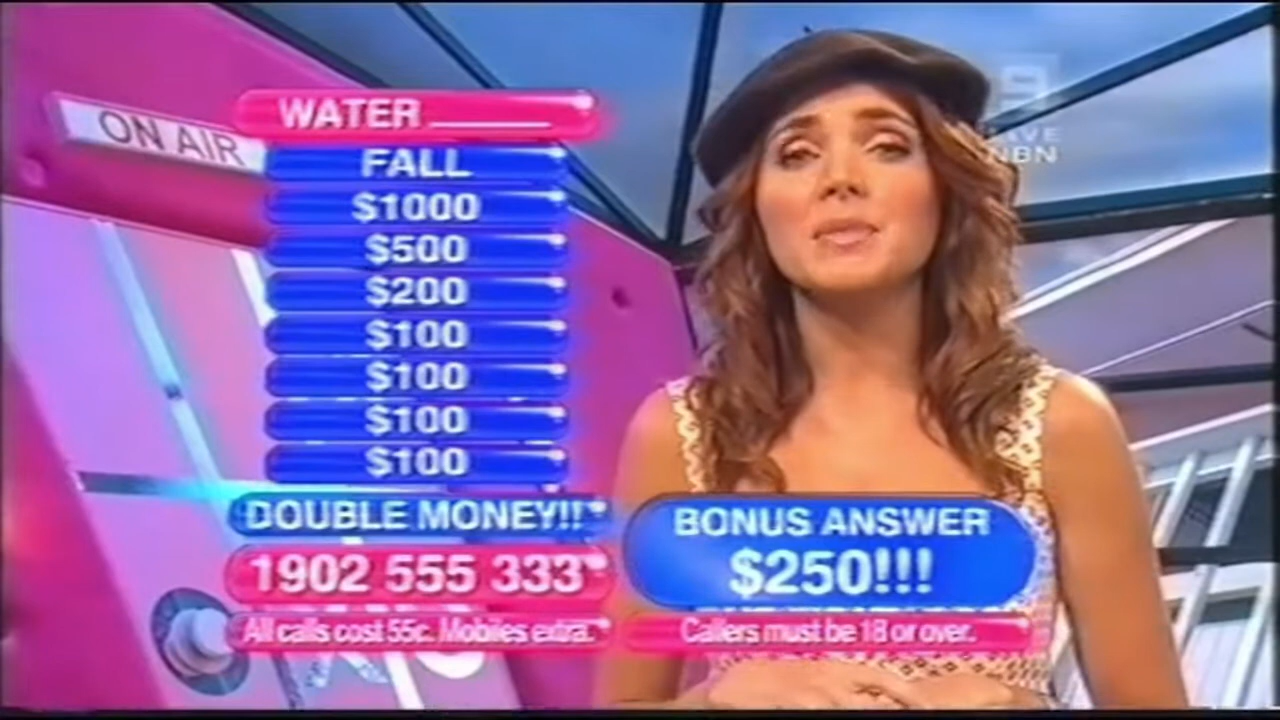 ON AIR
WATER ______
FALL
$1000
$500
$200
$100
$100
$100
$100
DOUBLE MONEY!!*
1902 555 333*
All calls cost 55c. Mobiles extra.*
BONUS ANSWER
$250!!!
Callers must be 18 or over.
9
NBN